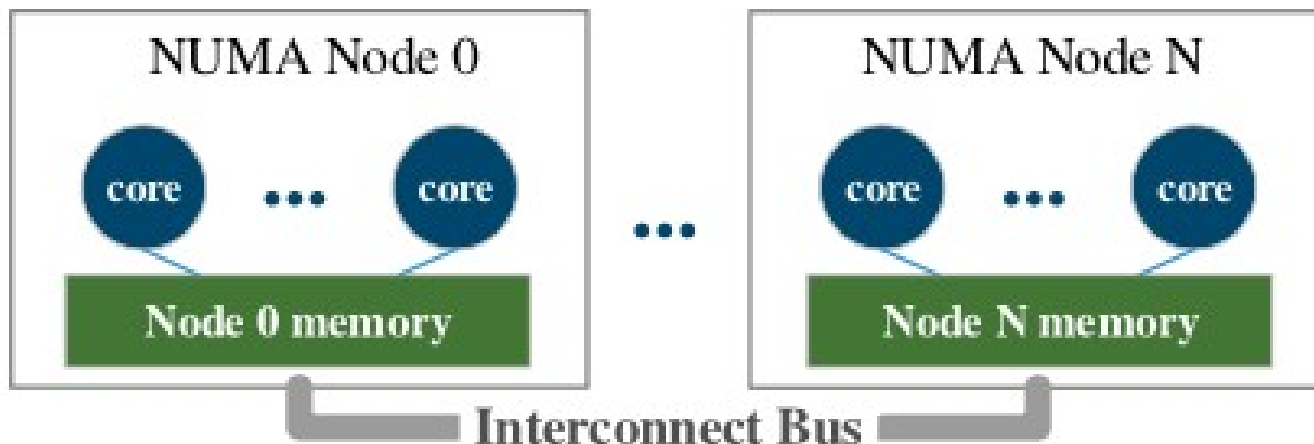 NUMA Node 0
NUMA Node N
core
...
core
...
core
...
core
Node 0 memory
Node N memory
Interconnect Bus